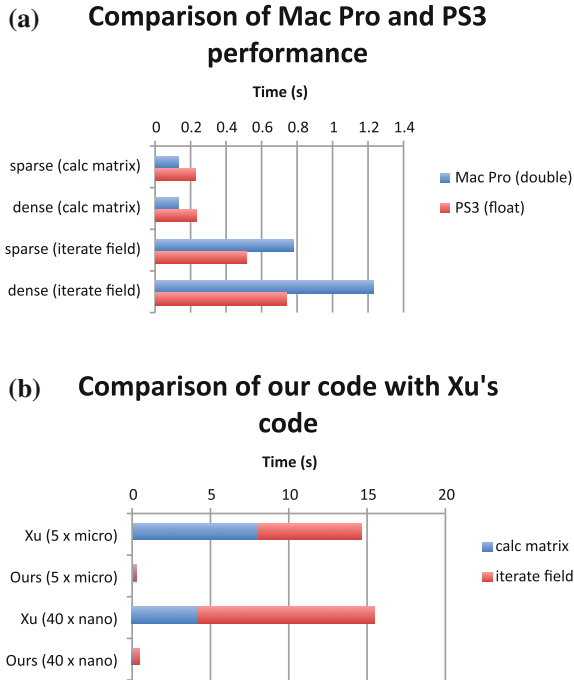 (a)
Comparison of Mac Pro and PS3
performance
Time (s)
0 0.2 0.4 0.6 0.8 1 1.2 1.4
sparse (calc matrix)
dense (calc matrix)
sparse (iterate field)
dense (iterate field)
Mac Pro (double)
PS3 (float)
(b)
Comparison of our code with Xu's
code
Time (s)
0 5 10 15 20
Xu (5 x micro)
Ours (5 x micro)
Xu (40 x nano)
Ours (40 x nano)
calc matrix
iterate field